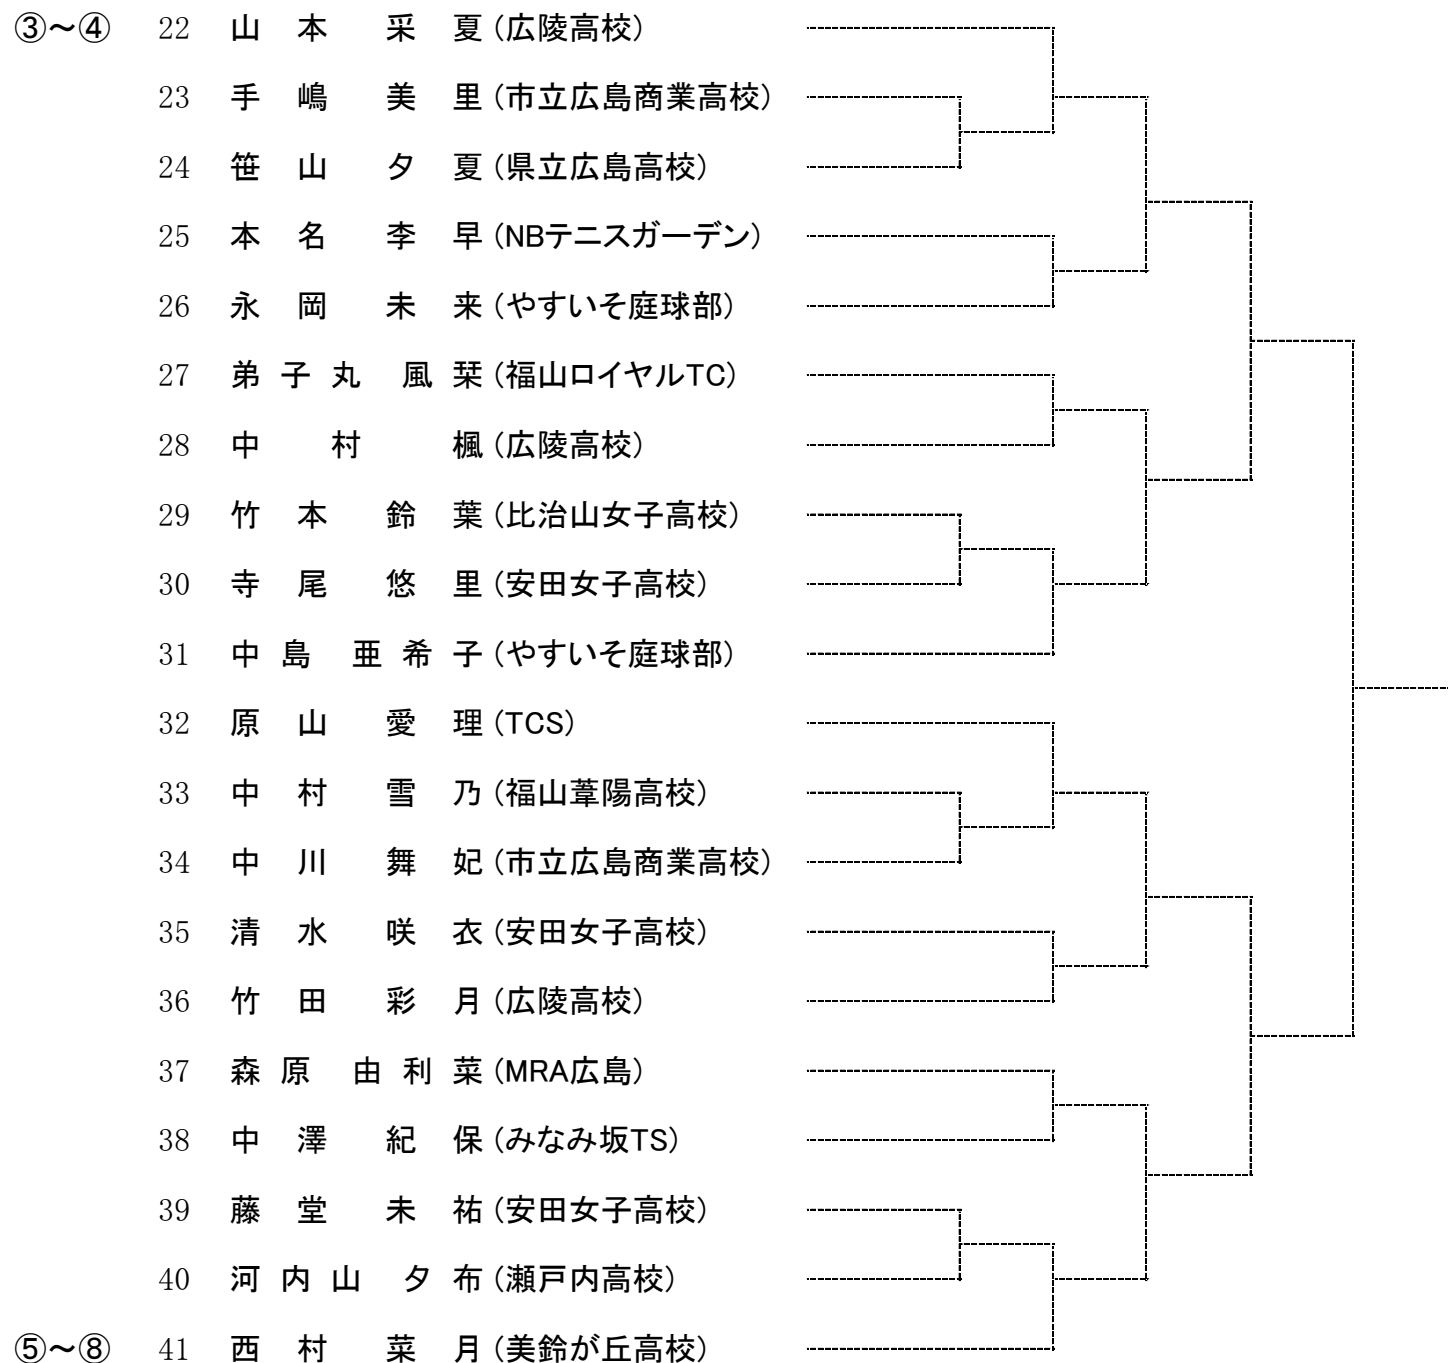 ③～④ 22 山本 采夏 (広陵高校)
23 手嶋 美里 (市立広島商業高校)
24 笹山 夕夏 (県立広島高校)
25 本名 李早 (NBテニスガーデン)
26 永岡 未来 (やすいそ庭球部)
27 弟子丸 風栞 (福山ロイヤルTC)
28 中村 楓 (広陵高校)
29 竹本 鈴葉 (比治山女子高校)
30 寺尾 悠里 (安田女子高校)
31 中島 亜希子 (やすいそ庭球部)
32 原山 愛理 (TCS)
33 中村 雪乃 (福山葦陽高校)
34 中川 舞妃 (市立広島商業高校)
35 清水 咲衣 (安田女子高校)
36 竹田 彩月 (広陵高校)
37 森原 由利菜 (MRA広島)
38 中澤 紀保 (みなみ坂TS)
39 藤堂 未祐 (安田女子高校)
40 河内山 夕布 (瀬戸内高校)
⑤～⑧ 41 西村 菜月 (美鈴が丘高校)